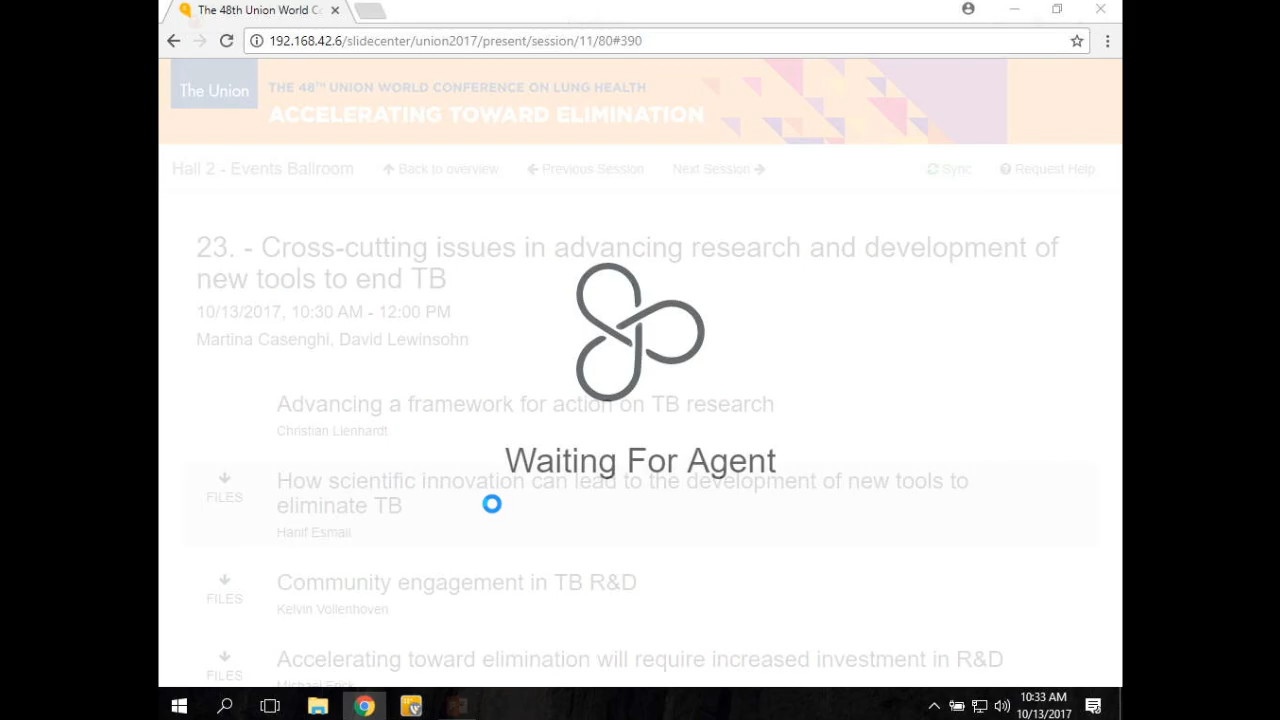 The 48th Union World C
192.168.42.6/slidecenter/union2017/present/session/11/80#390
The Union
THE 48TH UNION WORLD CONFERENCE ON LUNG HEALTH
ACCELERATING TOWARD ELIMINATION
Hall 2 - Events Ballroom
Back to overview
Previous Session
Next Session
Sync
Request Help
23. - Cross-cutting issues in advancing research and development of
new tools to end TB
10/13/2017, 10:30 AM - 12:00 PM
Martina Casenghi, David Lewinsohn
Advancing a framework for action on TB research
Christian Lienhardt
Waiting For Agent
FILES
How scientific innovation can lead to the development of new tools to
eliminate TB
Hanif Esmail
FILES
Community engagement in TB R&D
Kelvin Vollenhoven
FILES
Accelerating toward elimination will require increased investment in R&D
Michael Frick
10:33 AM
10/13/2017